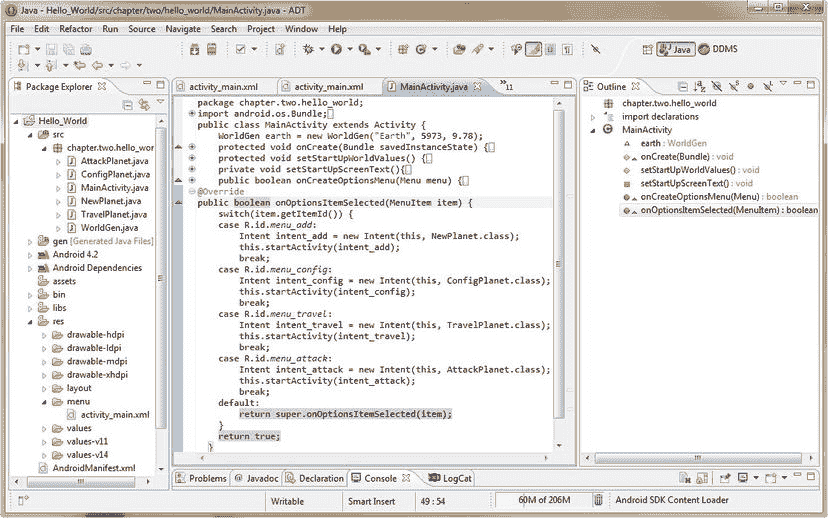 Java - Hello_World/src/chapter/two/hello_world/MainActivity.java - ADT
File Edit Refactor Run Source Navigate Search Project Window Help
Java DDMS
Package Explorer
Hello_World
src
chapter.two.hello_wor
AttackPlanet.java
ConfigPlanet.java
MainActivity.java
NewPlanet.java
TravelPlanet.java
WorldGen.java
gen [Generated Java Files]
Android 4.2
Android Dependencies
assets
bin
libs
res
drawable-hdpi
drawable-ldpi
drawable-mdpi
drawable-xhdpi
layout
menu
activity_main.xml
values
values-v11
values-v14
AndroidManifest.xml
activity_main.xml activity_main.xml MainActivity.java »11
package chapter.two.hello_world;
import android.os.Bundle;
public class MainActivity extends Activity {
WorldGen earth = new WorldGen("Earth", 5973, 9.78);
protected void onCreate(Bundle savedInstanceState) {
protected void setStartUpWorldValues() {
private void setStartUpScreenText(){
public boolean onCreateOptionsMenu(Menu menu) {
@Override
public boolean onOptionsItemSelected(MenuItem item) {
switch(item.getItemId()) {
case R.id.menu_add:
Intent intent_add = new Intent(this, NewPlanet.class);
this.startActivity(intent_add);
break;
case R.id.menu_config:
Intent intent_config = new Intent(this, ConfigPlanet.class);
this.startActivity(intent_config);
break;
case R.id.menu_travel:
Intent intent_travel = new Intent(this, TravelPlanet.class);
this.startActivity(intent_travel);
break;
case R.id.menu_attack:
Intent intent_attack = new Intent(this, AttackPlanet.class);
this.startActivity(intent_attack);
break;
default:
return super.onOptionsItemSelected(item);
}
return true;
}
Outline
chapter.two.hello_world
import declarations
MainActivity
earth : WorldGen
onCreate(Bundle) : void
setStartUpWorldValues() : void
setStartUpScreenText() : void
onCreateOptionsMenu(Menu) : boolean
onOptionsItemSelected(MenuItem) : boolean
Problems @ Javadoc Declaration Console LogCat
Writable Smart Insert 49 : 54 60M of 206M Android SDK Content Loader